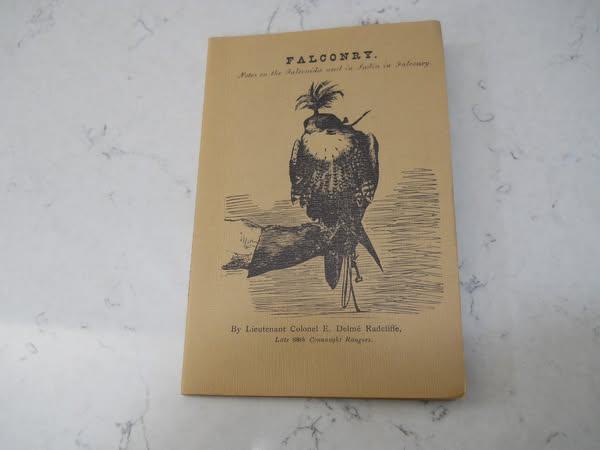 FALCONRY.
Notes on the Falconidæ used in India in Falconry.
By Lieutenant Colonel E. Delmé Radcliffe,
Late 88th Connaught Rangers.